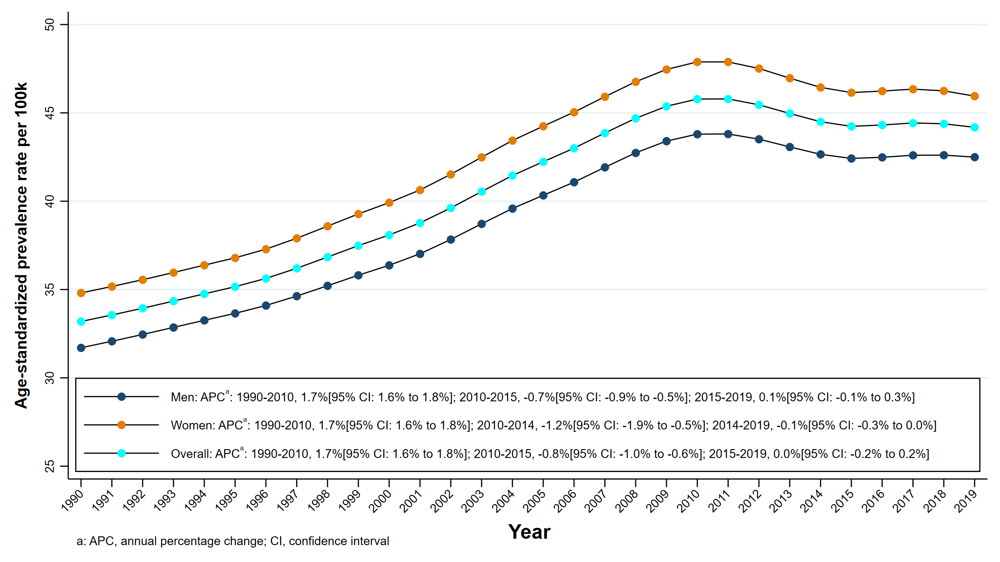 Age-standardized prevalence rate per 100k
50
45
40
35
30
25
Men: APCᵃ: 1990-2010, 1.7%[95% CI: 1.6% to 1.8%]; 2010-2015, -0.7%[95% CI: -0.9% to -0.5%]; 2015-2019, 0.1%[95% CI: -0.1% to 0.3%]
Women: APCᵃ: 1990-2010, 1.7%[95% CI: 1.6% to 1.8%]; 2010-2014, -1.2%[95% CI: -1.9% to -0.5%]; 2014-2019, -0.1%[95% CI: -0.3% to 0.0%]
Overall: APCᵃ: 1990-2010, 1.7%[95% CI: 1.6% to 1.8%]; 2010-2015, -0.8%[95% CI: -1.0% to -0.6%]; 2015-2019, 0.0%[95% CI: -0.2% to 0.2%]
1990 1991 1992 1993 1994 1995 1996 1997 1998 1999 2000 2001 2002 2003 2004 2005 2006 2007 2008 2009 2010 2011 2012 2013 2014 2015 2016 2017 2018 2019
Year
a: APC, annual percentage change; CI, confidence interval